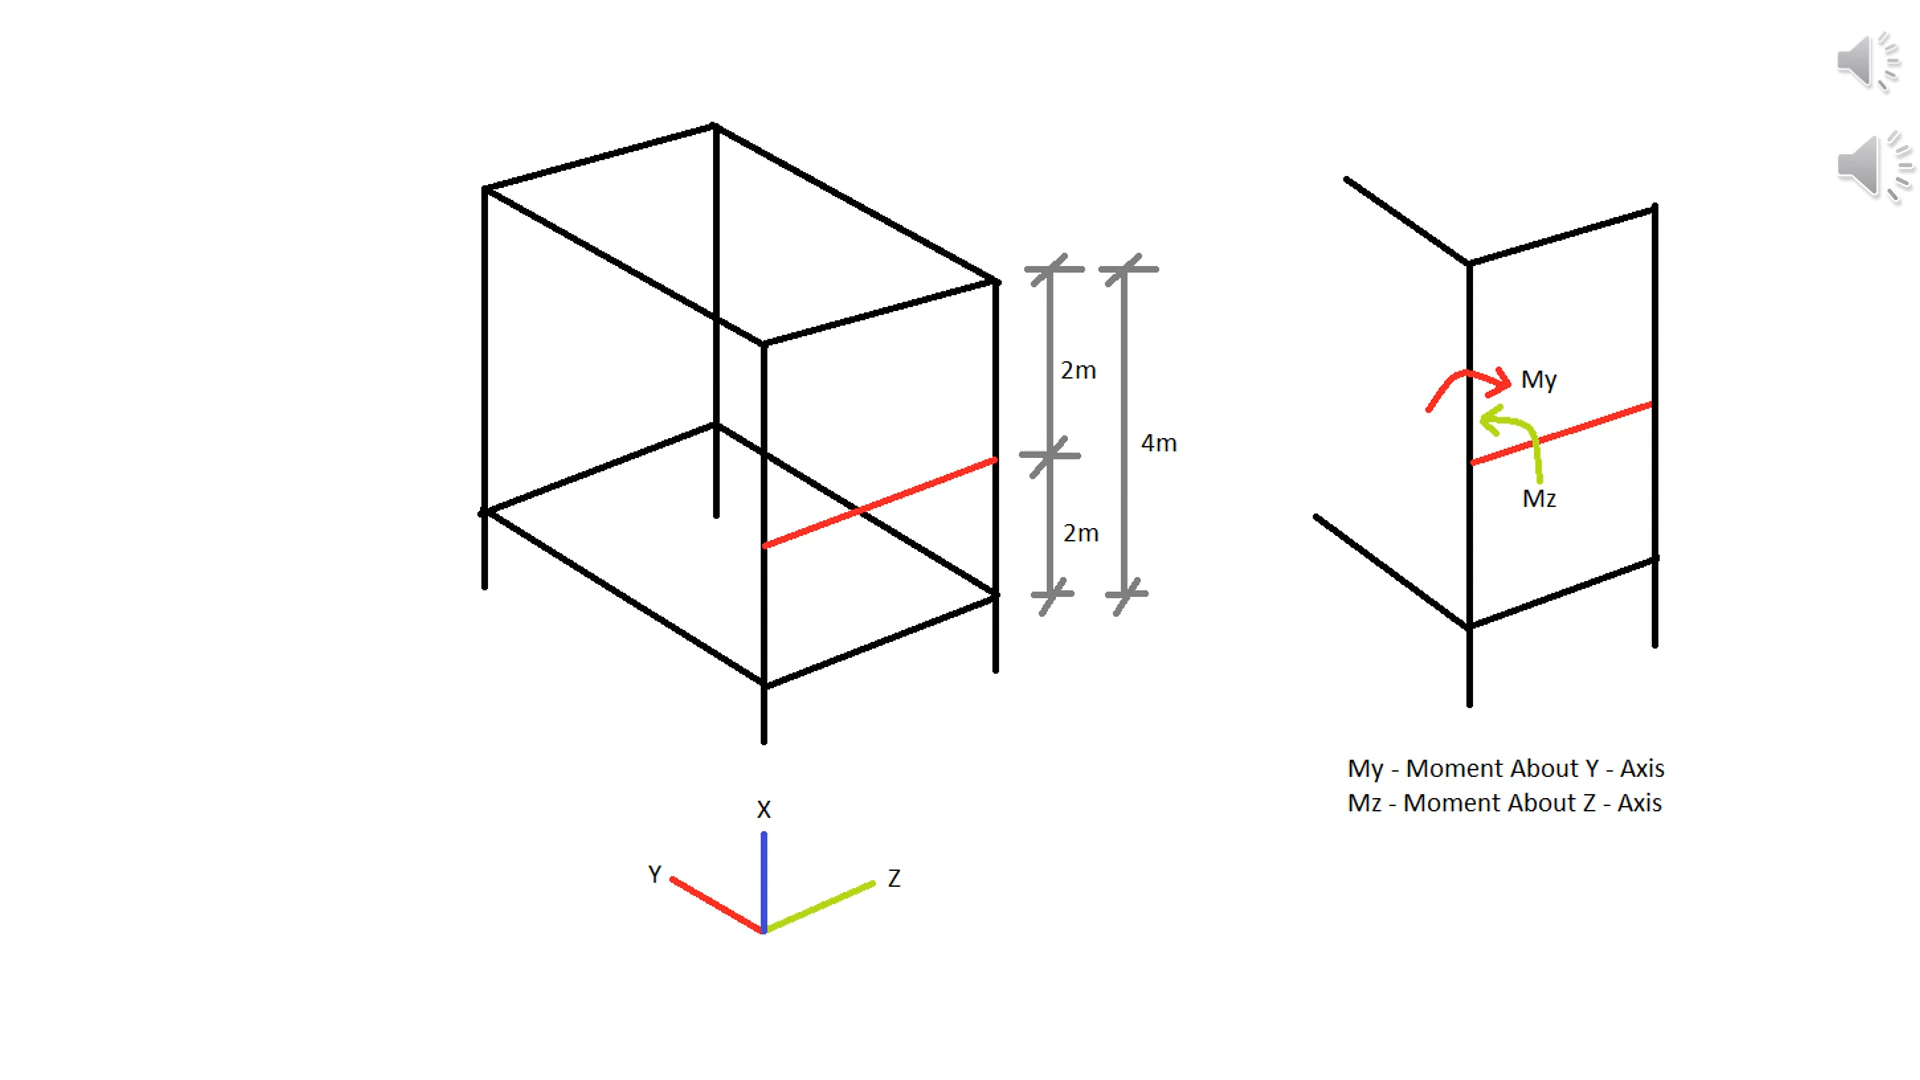 2m
4m
2m
X
Y
Z
My
Mz
My - Moment About Y - Axis
Mz - Moment About Z - Axis